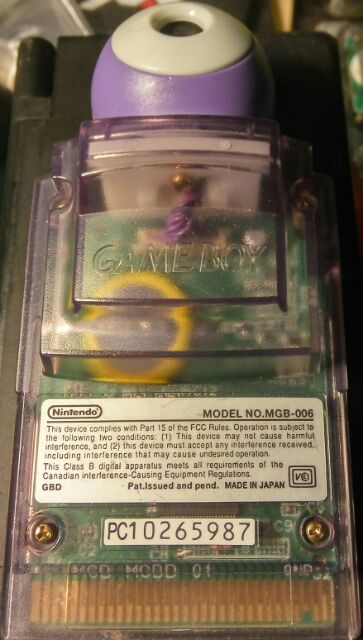 GAME BOY
Nintendo
MODEL NO.MGB-006
This device complies with Part 15 of the FCC Rules. Operation is subject to
the following two conditions: (1) This device may not cause harmful
interference, and (2) this device must accept any interference received,
including interference that may cause undesired operation.
This Class B digital apparatus meets all requirements of the
Canadian Interference-Causing Equipment Regulations.
GBD Pat.Issued and pend. MADE IN JAPAN
PC10265987
C9
01